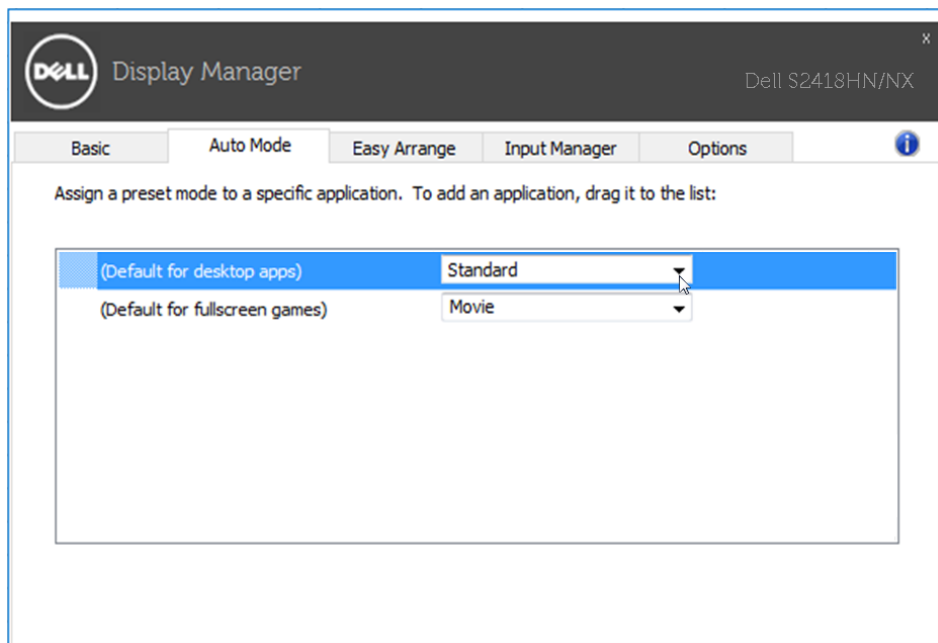 x
DELL Display Manager
Dell S2418HN/NX
Basic Auto Mode Easy Arrange Input Manager Options i
Assign a preset mode to a specific application. To add an application, drag it to the list:
(Default for desktop apps) Standard
(Default for fullscreen games) Movie